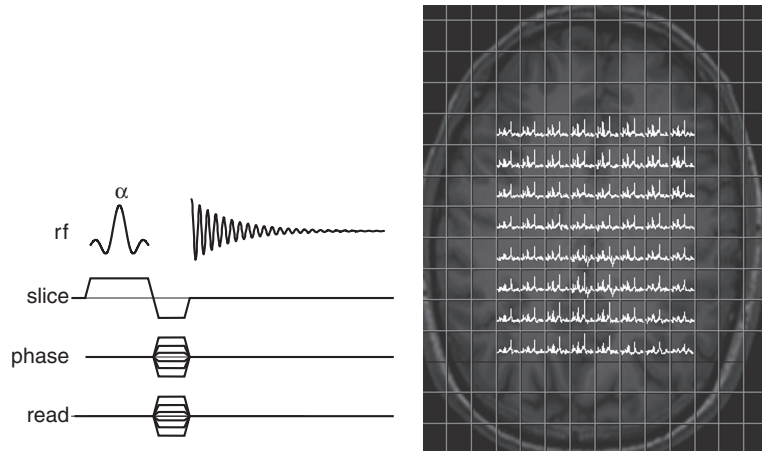 α
rf
slice
phase
read